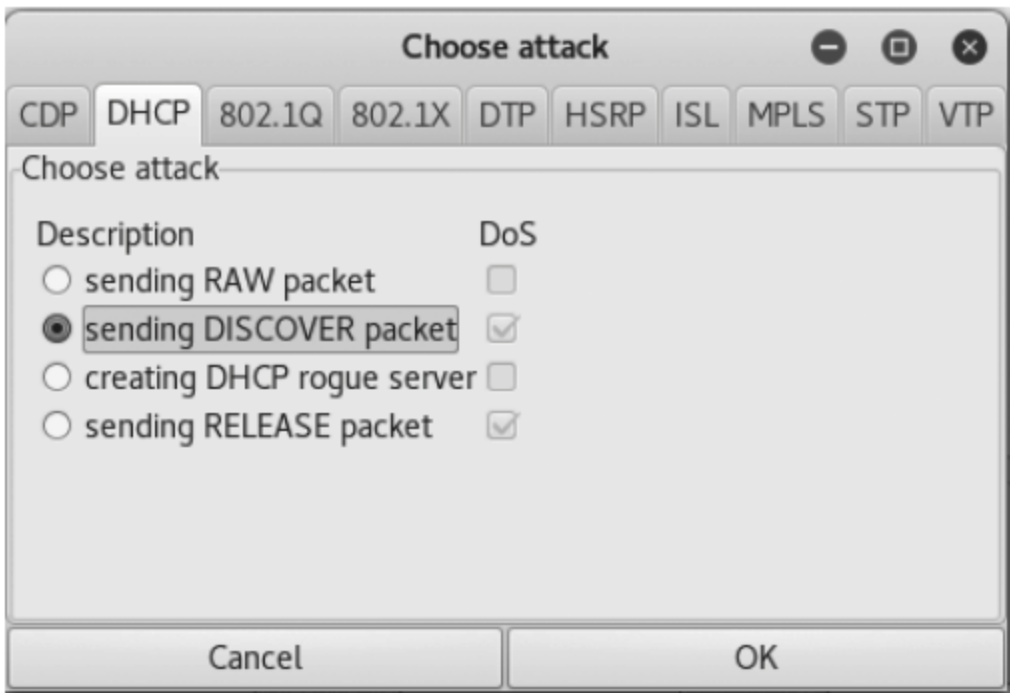 Choose attack
CDP DHCP 802.1Q 802.1X DTP HSRP ISL MPLS STP VTP
Choose attack
Description DoS
sending RAW packet
sending DISCOVER packet
creating DHCP rogue server
sending RELEASE packet
Cancel OK